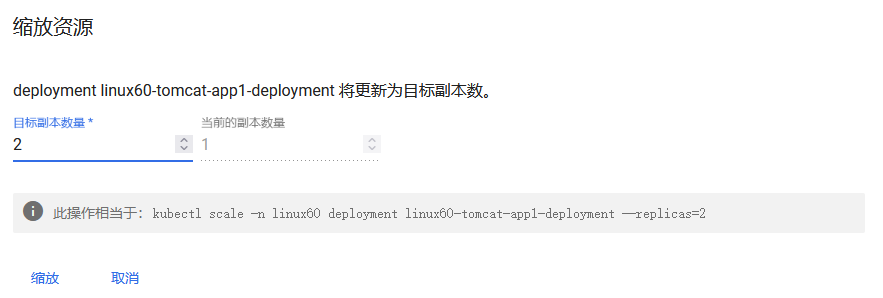 缩放资源
deployment linux60-tomcat-app1-deployment 将更新为目标副本数。
目标副本数量 * 当前的副本数量
2 1
此操作相当于：kubectl scale -n linux60 deployment linux60-tomcat-app1-deployment --replicas=2
缩放 取消